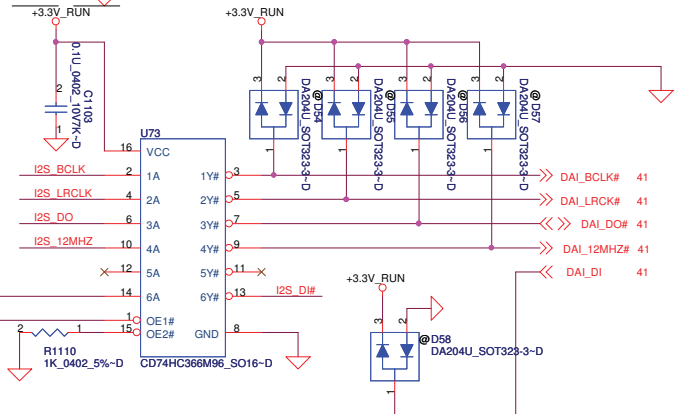 +3.3V_RUN
+3.3V_RUN
2
1
C1103
0.1U_0402_10V7K~D
3
2
1
@D54
DA204U_SOT323-3~D
3
2
1
@D55
DA204U_SOT323-3~D
3
2
1
@D56
DA204U_SOT323-3~D
3
2
1
@D57
DA204U_SOT323-3~D
U73
16 VCC
I2S_BCLK 2 1A 1Y# 3 DAI_BCLK# 41
I2S_LRCLK 4 2A 2Y# 5 DAI_LRCK# 41
I2S_DO 6 3A 3Y# 7 DAI_DO# 41
I2S_12MHZ 10 4A 4Y# 9 DAI_12MHZ# 41
12 5A 5Y# 11 DAI_DI 41
14 6A 6Y# 13 I2S_DI#
1 OE1#
2 1 15 OE2# GND 8
R1110
1K_0402_5%~D
CD74HC366M96_SO16~D
+3.3V_RUN
3
2
1
@D58
DA204U_SOT323-3~D